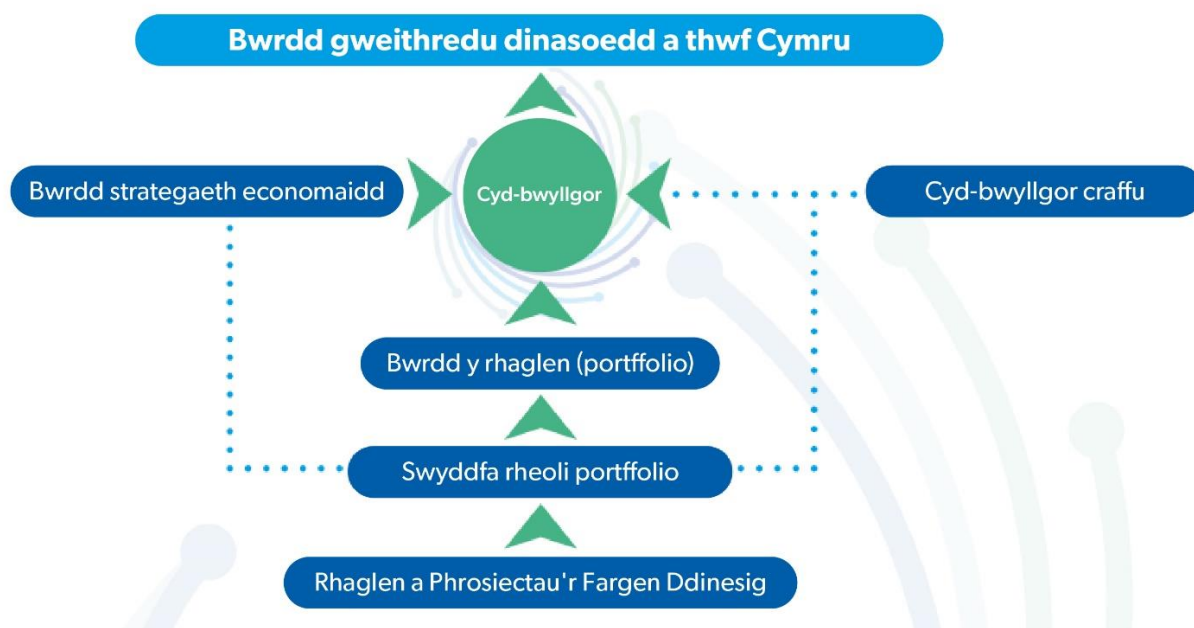 Bwrdd gweithredu dinasoedd a thwf Cymru
Bwrdd strategaeth economaidd
Cyd-bwyllgor
Cyd-bwyllgor craffu
Bwrdd y rhaglen (portffolio)
Swyddfa rheoli portffolio
Rhaglen a Phrosiectau'r Fargen Ddinesig